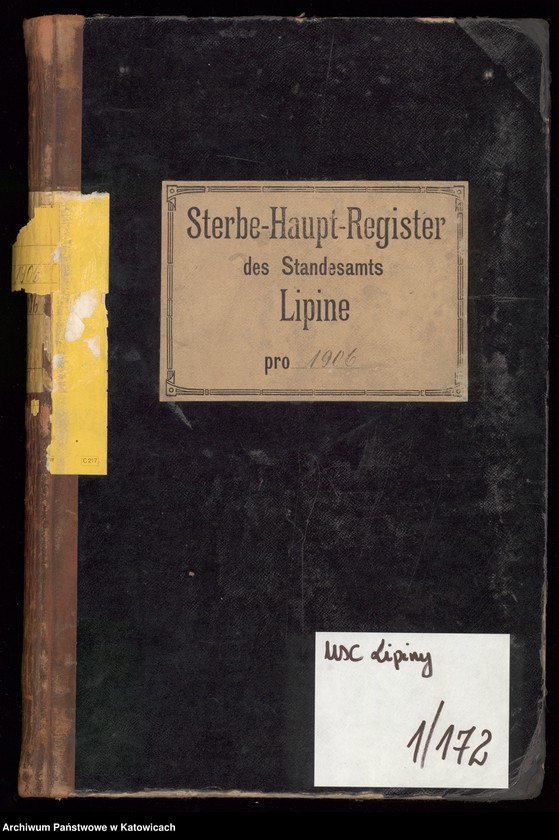 Sterbe-Haupt-Register
des Standesamts
Lipine
pro 1906
USC Lipiny
1/172
Archiwum Państwowe w Katowicach